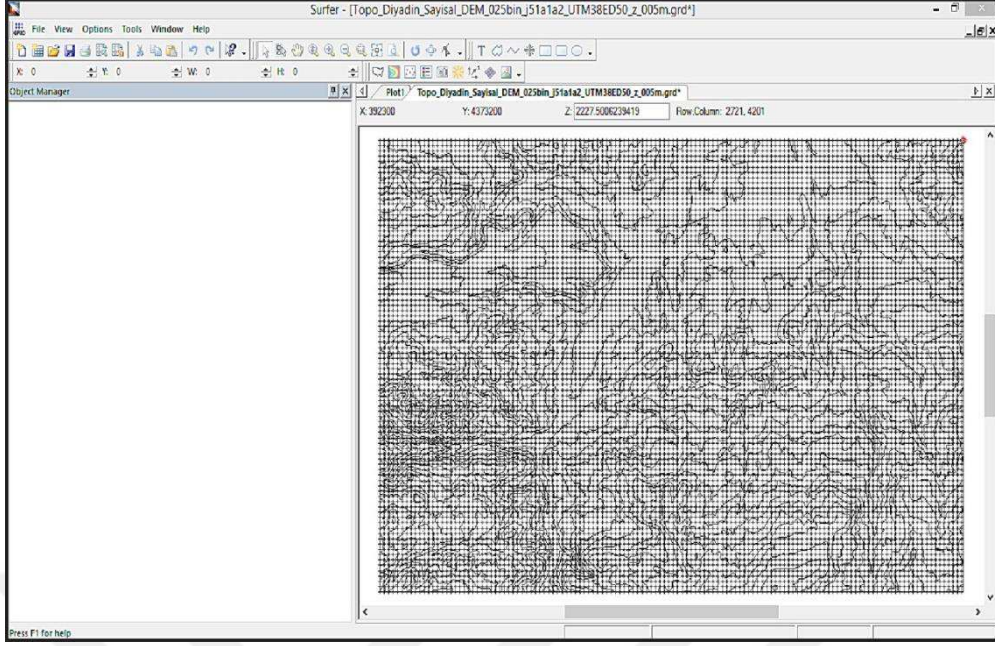 Surfer - [Topo_Diyadin_Sayisal_DEM_025bin_j51a1a2_UTM38ED50_z_005m.grd*]
File View Options Tools Window Help
X: 0 Y: 0 W: 0 H: 0
Object Manager
Plot1 Topo_Diyadin_Sayisal_DEM_025bin_j51a1a2_UTM38ED50_z_005m.grd*
X: 392300 Y: 4373200 Z: 2227.5006239419 Row,Column: 2721, 4201
Press F1 for help